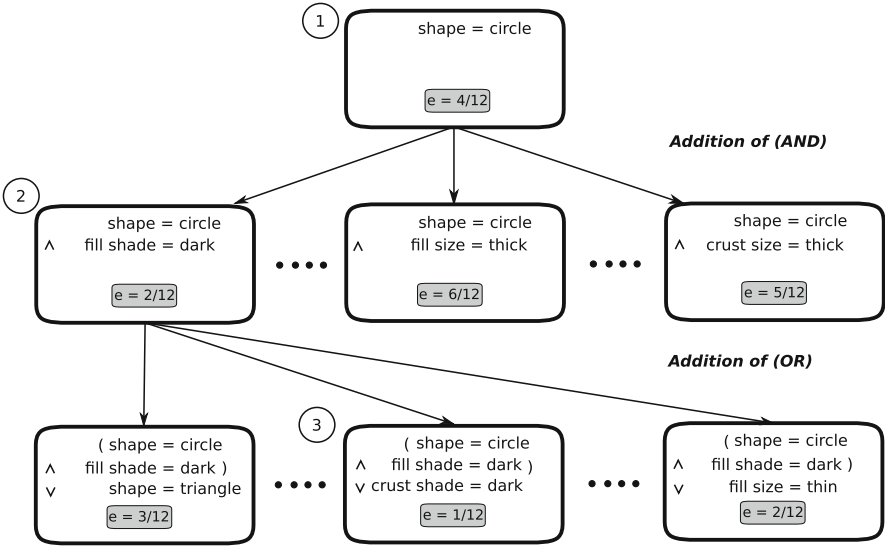 1
shape = circle
e = 4/12
Addition of (AND)
2
shape = circle
∧ fill shade = dark
e = 2/12
shape = circle
∧ fill size = thick
e = 6/12
shape = circle
∧ crust size = thick
e = 5/12
Addition of (OR)
( shape = circle
∧ fill shade = dark )
∨ shape = triangle
e = 3/12
3
( shape = circle
∧ fill shade = dark )
∨ crust shade = dark
e = 1/12
( shape = circle
∧ fill shade = dark )
∨ fill size = thin
e = 2/12